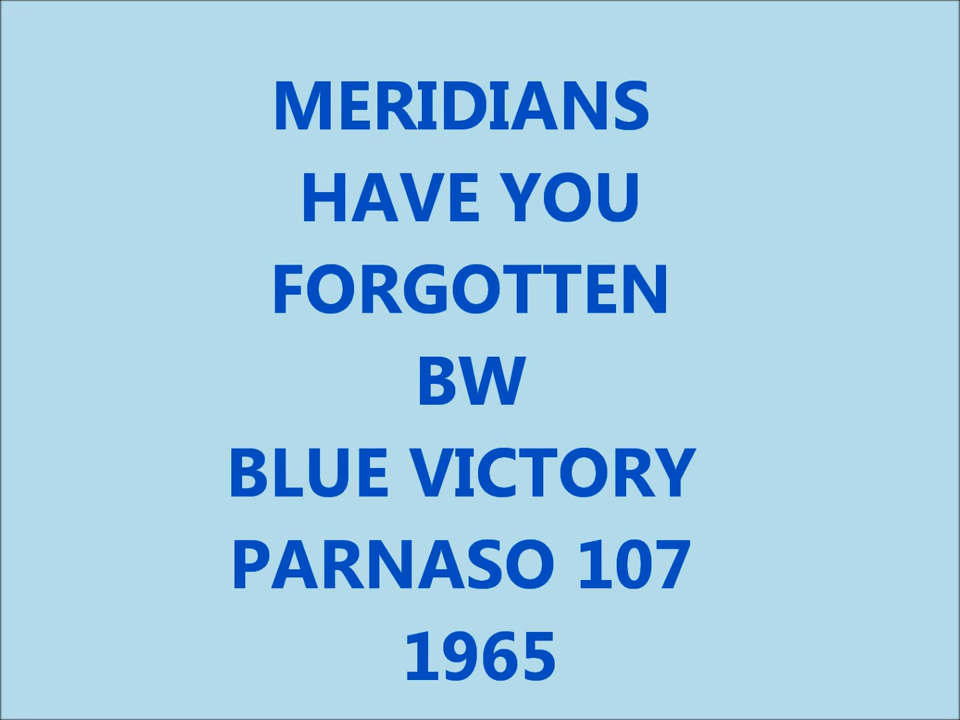 MERIDIANS
HAVE YOU
FORGOTTEN
BW
BLUE VICTORY
PARNASO 107
1965